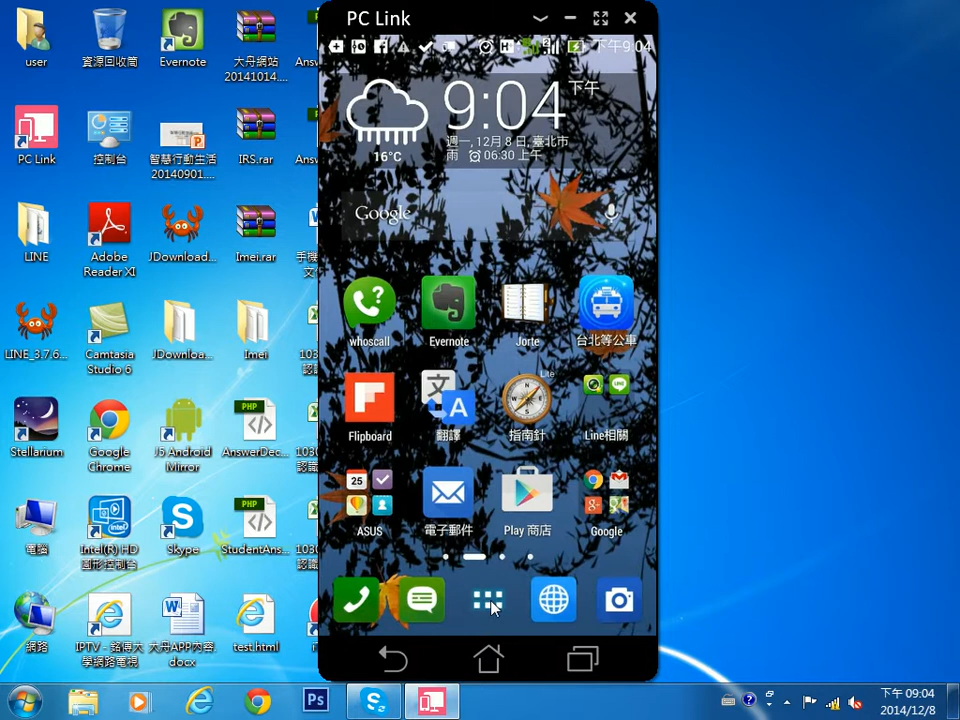 PC Link
下午9:04
9:04 下午
週一, 12月 8 日, 臺北市
16°C
雨 06:30 上午
Google
whoscall
Evernote
Jorte
台北等公車
Lite
Flipboard
翻譯
指南針
Line相關
25
ASUS
電子郵件
Play 商店
Google
user
資源回收筒
Evernote
大舟網站
20141014....
PC Link
控制台
智慧行動生活
20140901....
IRS.rar
LINE
Adobe
Reader XI
JDownload...
Imei.rar
LINE_3.7.6...
Camtasia
Studio 6
JDownloa...
Imei
Stellarium
Google
Chrome
J5 Android
Mirror
PHP
AnswerDec...
電腦
Intel(R) HD
圖形控制台
Skype
PHP
StudentAns...
網路
IPTV - 銘傳大
學網路電視
大舟APP內容.
docx
test.html
Ps
下午 09:04
2014/12/8